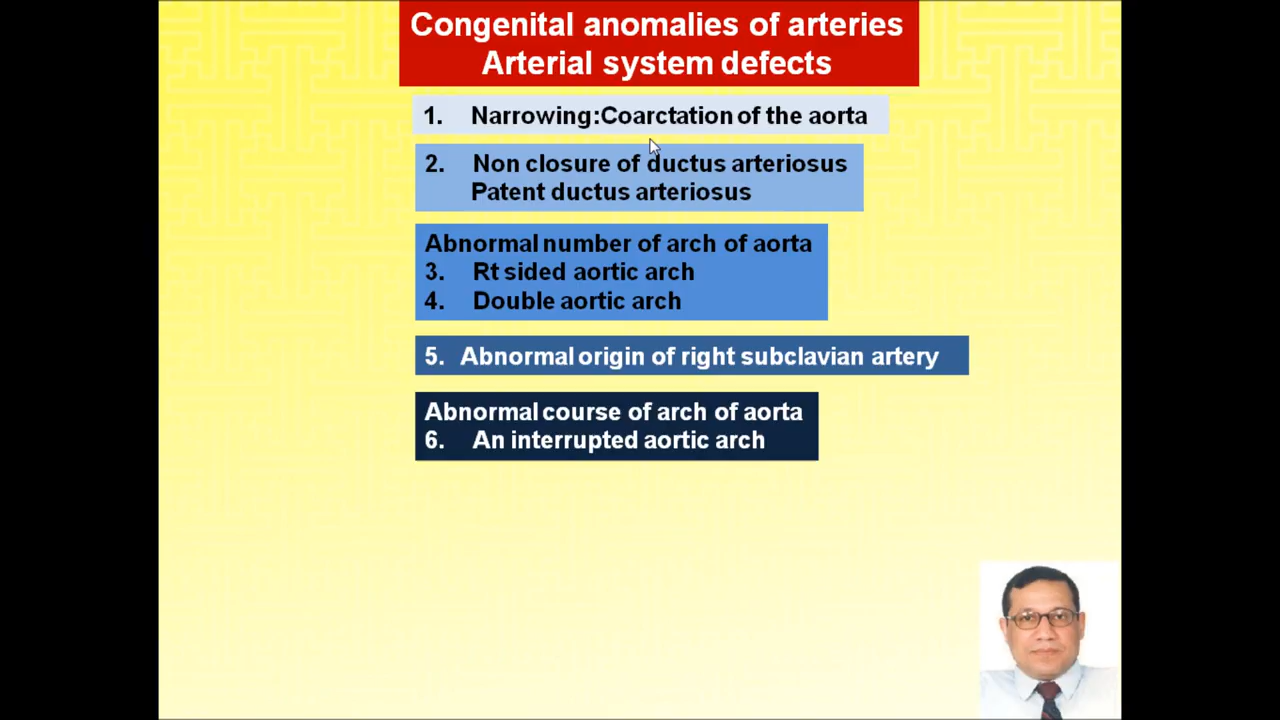 Congenital anomalies of arteries
Arterial system defects
1. Narrowing:Coarctation of the aorta
2. Non closure of ductus arteriosus
Patent ductus arteriosus
Abnormal number of arch of aorta
3. Rt sided aortic arch
4. Double aortic arch
5. Abnormal origin of right subclavian artery
Abnormal course of arch of aorta
6. An interrupted aortic arch